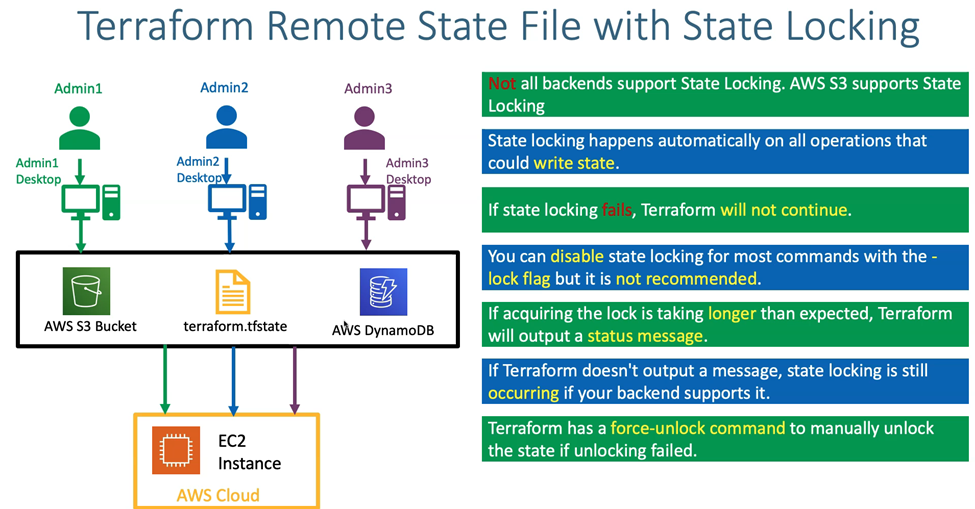 Terraform Remote State File with State Locking
Admin1
Admin2
Admin3
Admin1
Desktop
Admin2
Desktop
Admin3
Desktop
AWS S3 Bucket
terraform.tfstate
AWS DynamoDB
EC2
Instance
AWS Cloud
Not all backends support State Locking. AWS S3 supports State
Locking
State locking happens automatically on all operations that
could write state.
If state locking fails, Terraform will not continue.
You can disable state locking for most commands with the -
lock flag but it is not recommended.
If acquiring the lock is taking longer than expected, Terraform
will output a status message.
If Terraform doesn't output a message, state locking is still
occurring if your backend supports it.
Terraform has a force-unlock command to manually unlock
the state if unlocking failed.